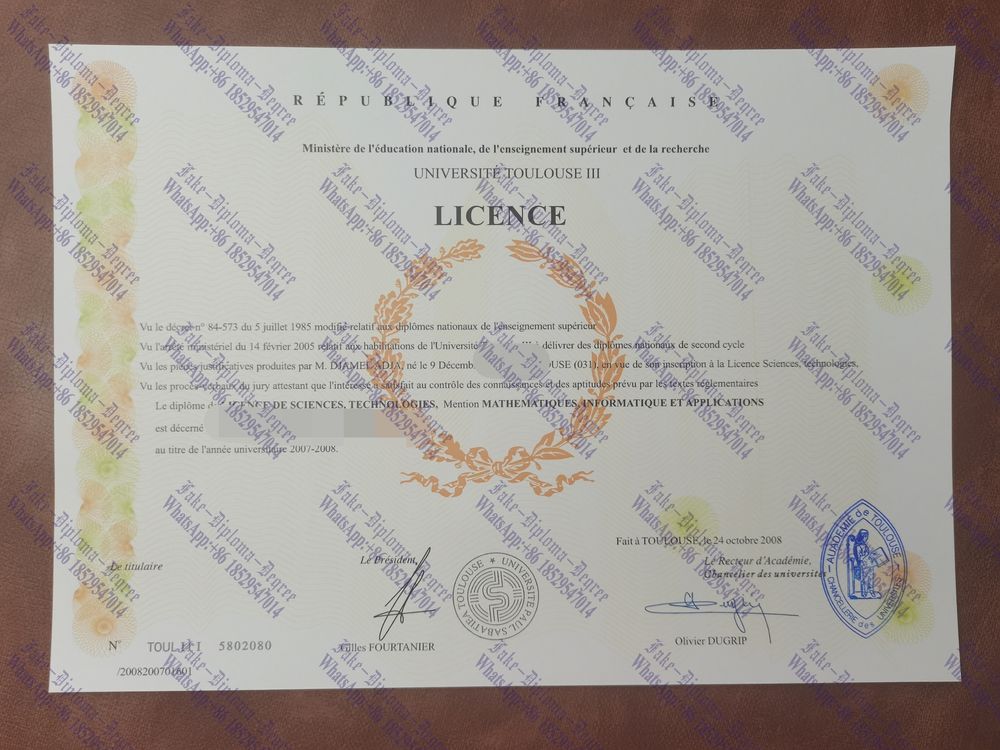 RÉPUBLIQUE FRANÇAISE
Ministère de l'éducation nationale, de l'enseignement supérieur et de la recherche
UNIVERSITÉ TOULOUSE III
LICENCE
Vu le décret n° 84-573 du 5 juillet 1985 modifié relatif aux diplômes nationaux de l'enseignement supérieur
Vu l'arrêté ministériel du 14 février 2005 relatif aux habilitations de l'Université à délivrer des diplômes nationaux de second cycle
Vu les pièces justificatives produites par M. DJAMEL ADJA, né le 9 Décemb (031), en vue de son inscription à la Licence Sciences, technologies,
Vu les procès-verbaux du jury attestant que l'intéressé a satisfait au contrôle des connaissances et des aptitudes prévu par les textes réglementaires
Le diplôme de LICENCE DE SCIENCES, TECHNOLOGIES, Mention MATHEMATIQUES, INFORMATIQUE ET APPLICATIONS
est décerné
au titre de l'année universitaire 2007-2008.
Fait à TOULOUSE, le 24 octobre 2008
Le titulaire
Le Président,
Le Recteur d'Académie,
Chancelier des universités
UNIVERSITE PAUL SABATIER TOULOUSE
ACADÉMIE de TOULOUSE
CHANCELLERIE des UNIVERSITÉS
Gilles FOURTANIER
Olivier DUGRIP
N° TOUL III 5802080
/2008200701601
Fake-Diploma-Degree
WhatsApp:+86 18529547014